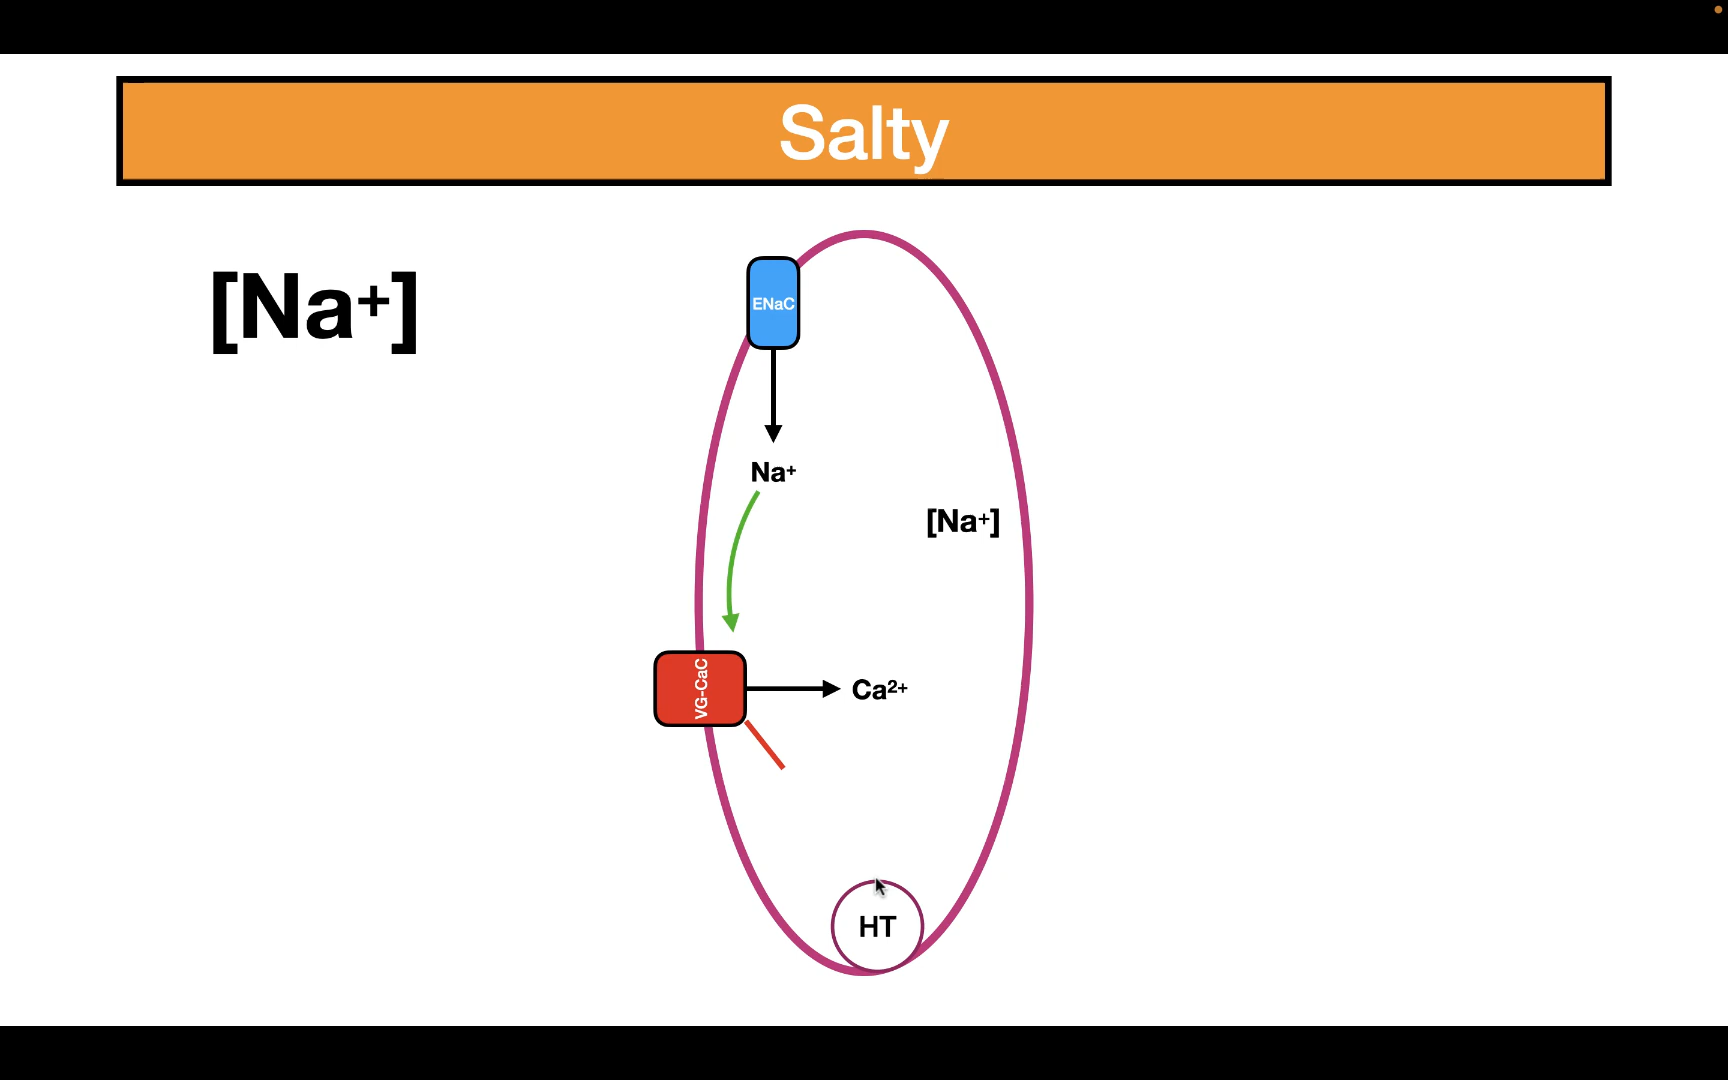 Salty
[Na⁺]
ENaC
Na⁺
[Na⁺]
VG-CaC
Ca²⁺
HT